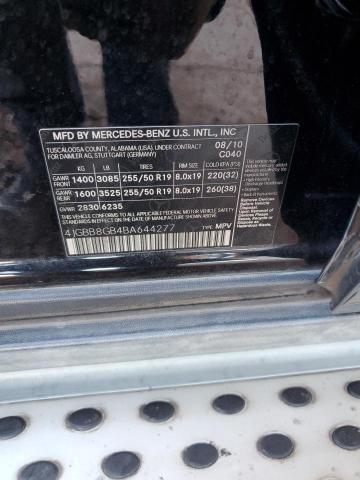 MFD BY MERCEDES-BENZ U.S. INTL., INC
TUSCALOOSA COUNTY, ALABAMA (USA), UNDER CONTRACT 08/10
FOR DAIMLER AG, STUTTGART (GERMANY) C040
KG LB RIM SIZE COLD KPA (PSI)
GAWR FRONT 1400 3085 255/50 R19 8.0x19 220(32)
GAWR REAR 1600 3525 255/50 R19 8.0x19 260(38)
GVWR 2830 6235
4JGBB8GB4BA644277 TYPE: MPV
THIS VEHICLE CONFORMS TO ALL APPLICABLE
U.S. FEDERAL MOTOR VEHICLE SAFETY AND
THEFT PREVENTION STANDARDS IN EFFECT ON
THE DATE OF MANUFACTURE SHOWN ABOVE.